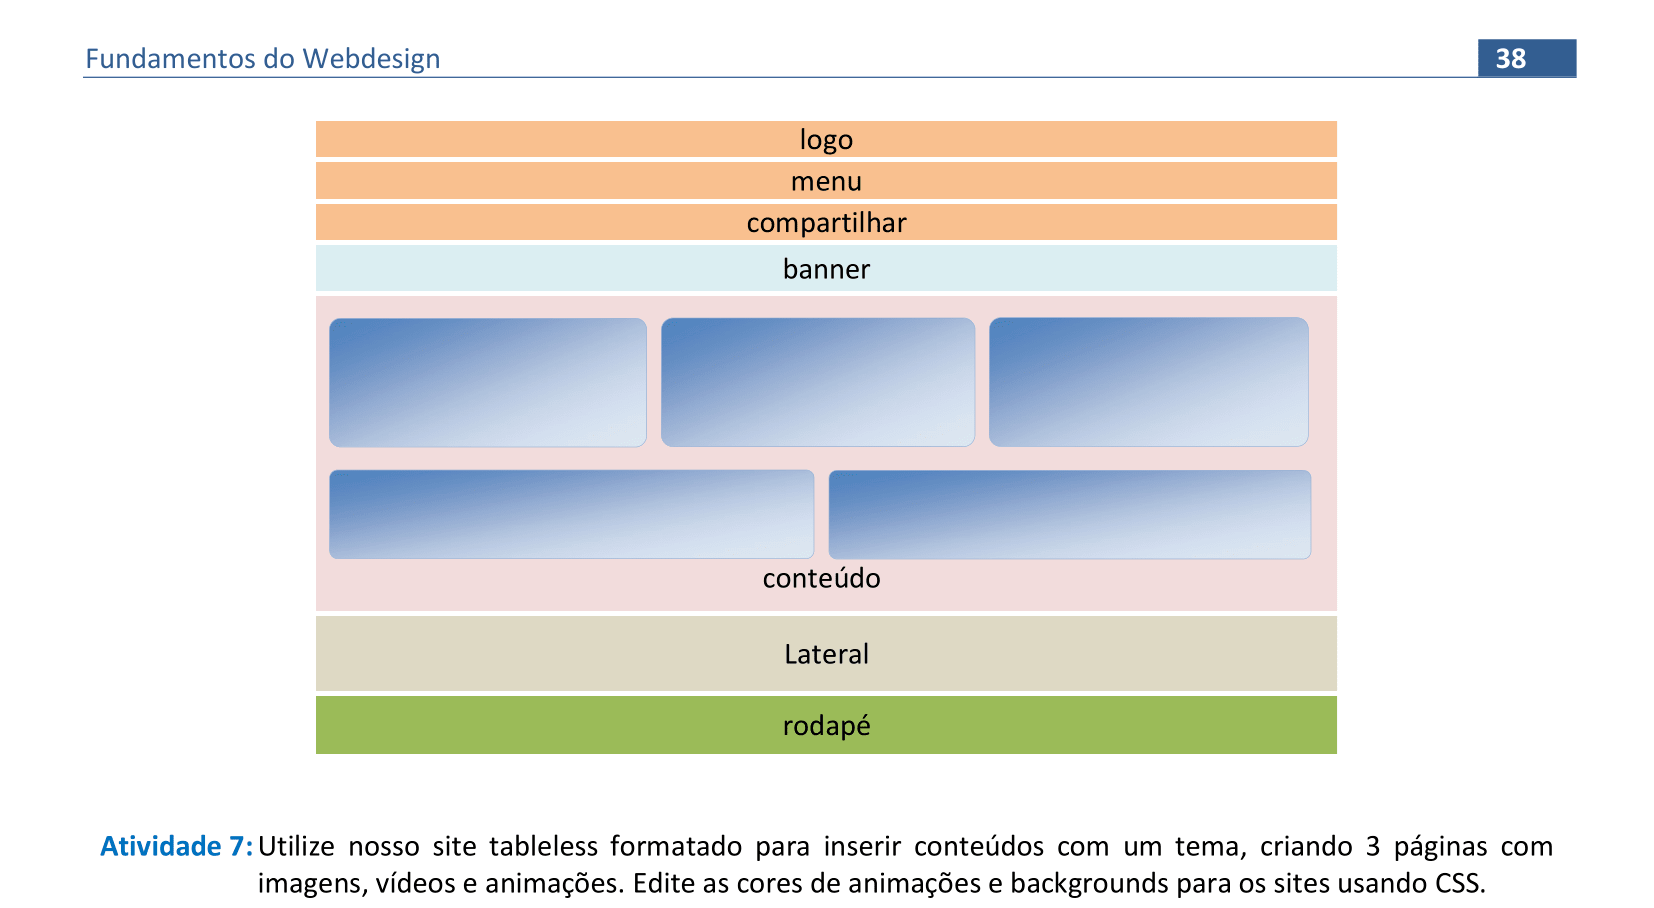 Fundamentos do Webdesign 38
logo
menu
compartilhar
banner
conteúdo
Lateral
rodapé
Atividade 7: Utilize nosso site tableless formatado para inserir conteúdos com um tema, criando 3 páginas com
imagens, vídeos e animações. Edite as cores de animações e backgrounds para os sites usando CSS.